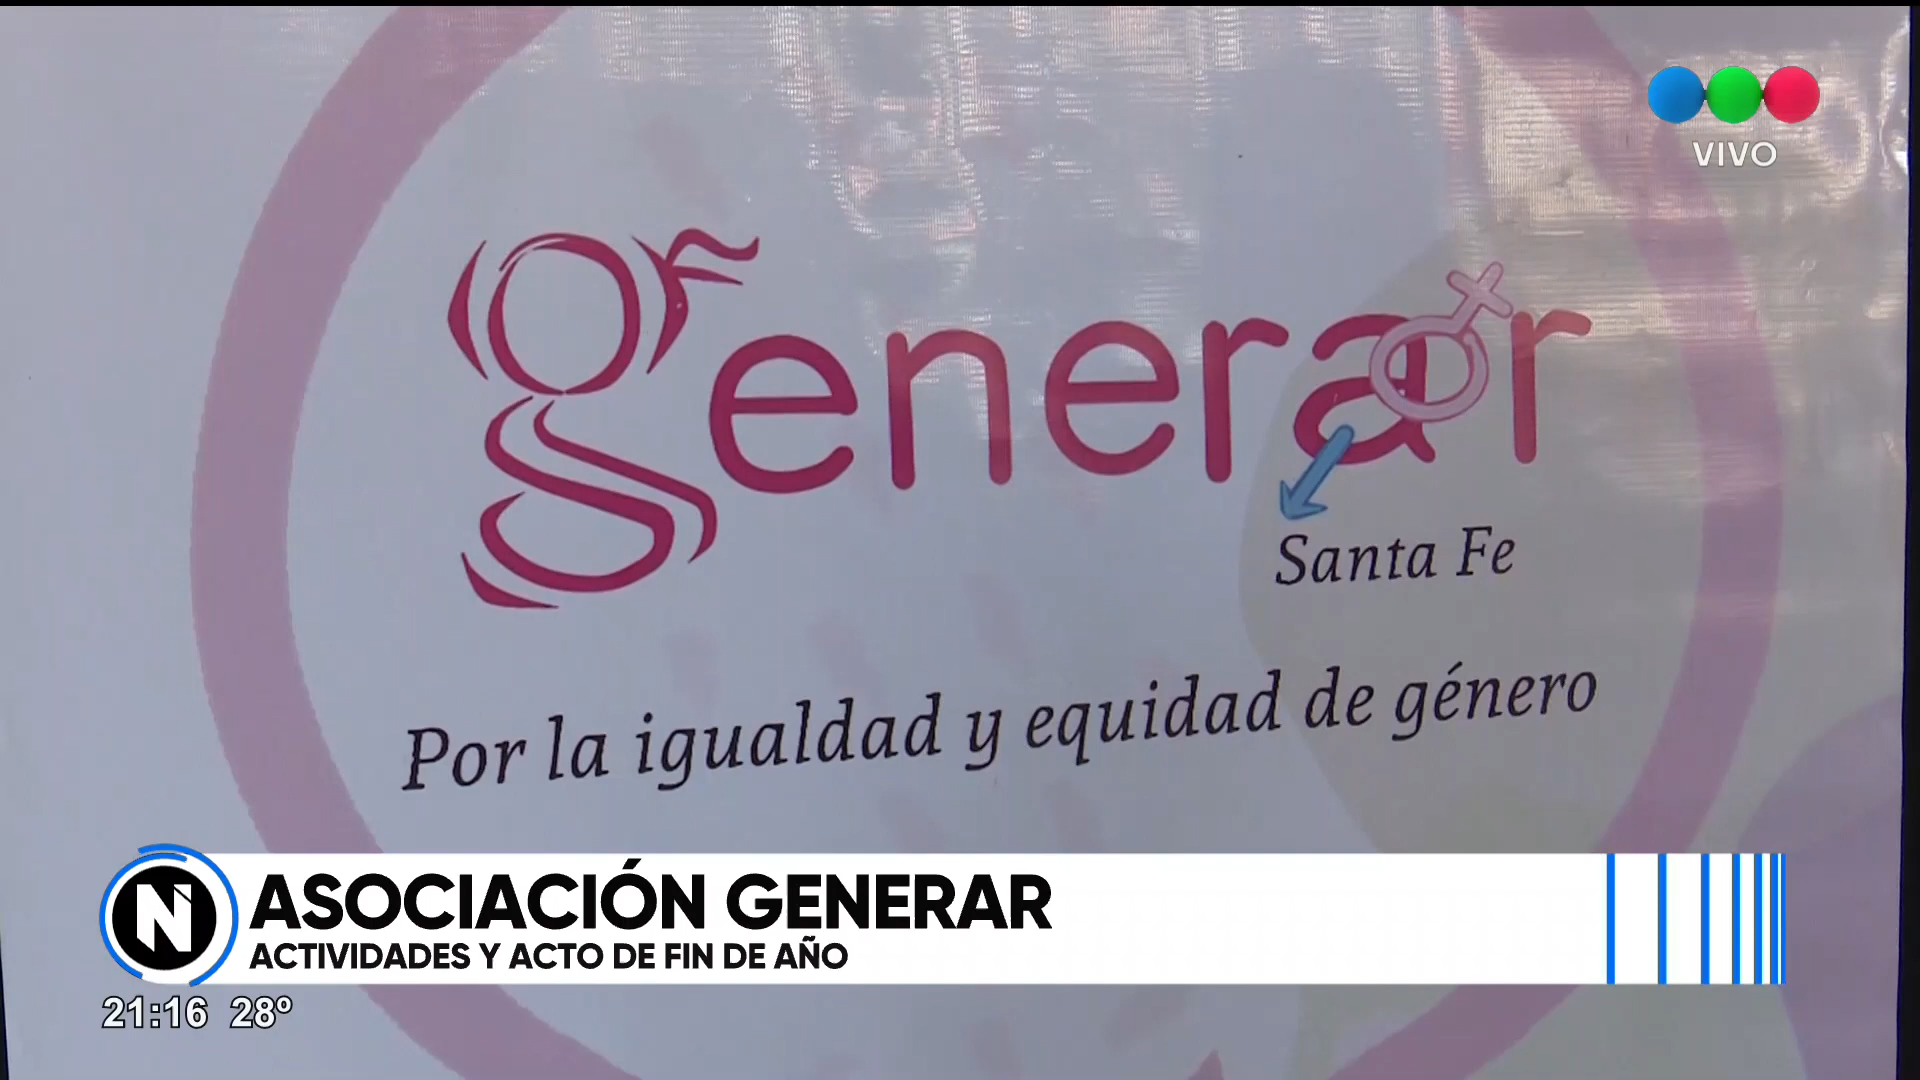 VIVO
generar
Santa Fe
Por la igualdad y equidad de género
N
ASOCIACIÓN GENERAR
ACTIVIDADES Y ACTO DE FIN DE AÑO
21:16 28º